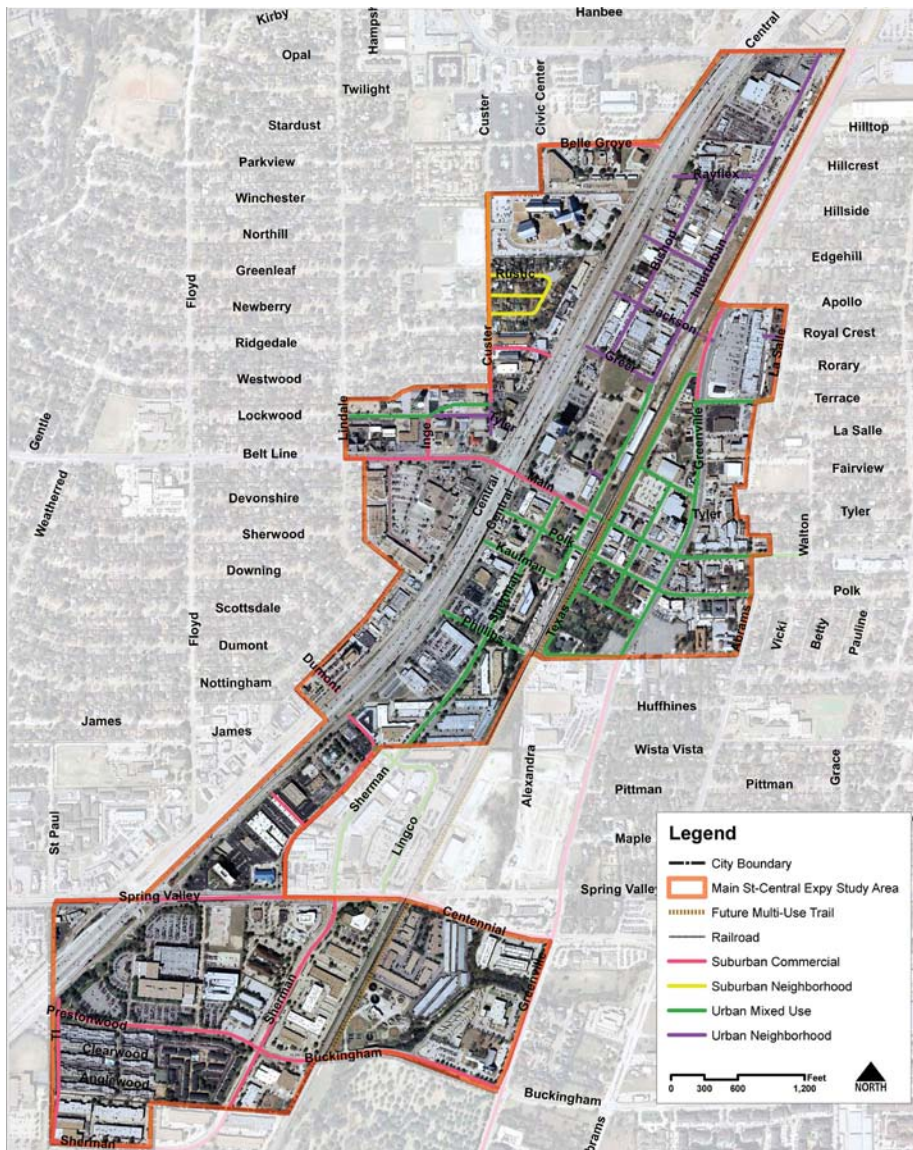 Kirby
Hampshi
Hanbee
Central
Opal
Twilight
Custer
Civic Center
Stardust
Hilltop
Parkview
Belle Grove
Hillcrest
Rayflex
Winchester
Hillside
Northill
Bishop
Interurban
Edgehill
Greenleaf
Rustic
Floyd
Newberry
Apollo
Jackson
Royal Crest
Ridgedale
Custer
La Salle
Greer
Rorary
Westwood
Terrace
Lockwood
Lindale
Tyler
Inge
Greenville
La Salle
Gentle
Belt Line
Fairview
Main
Weatherred
Devonshire
Central
Central
Tyler
Tyler
Sherwood
Polk
Walton
Kaufman
Downing
Polk
Scottsdale
Sherman
Texas
Floyd
Phillips
Abrams
Vicki
Betty
Pauline
Dumont
Dumont
Nottingham
Huffhines
James
James
Wista Vista
Alexandra
Sherman
Pittman
Pittman
Grace
St Paul
Lingco
Maple
Spring Valley
Spring Valley
Centennial
Greenville
Sherman
Prestonwood
TI
Clearwood
Buckingham
Anglewood
Buckingham
Sherman
Abrams
Legend
City Boundary
Main St-Central Expy Study Area
Future Multi-Use Trail
Railroad
Suburban Commercial
Suburban Neighborhood
Urban Mixed Use
Urban Neighborhood
Feet
0 300 600 1,200
NORTH